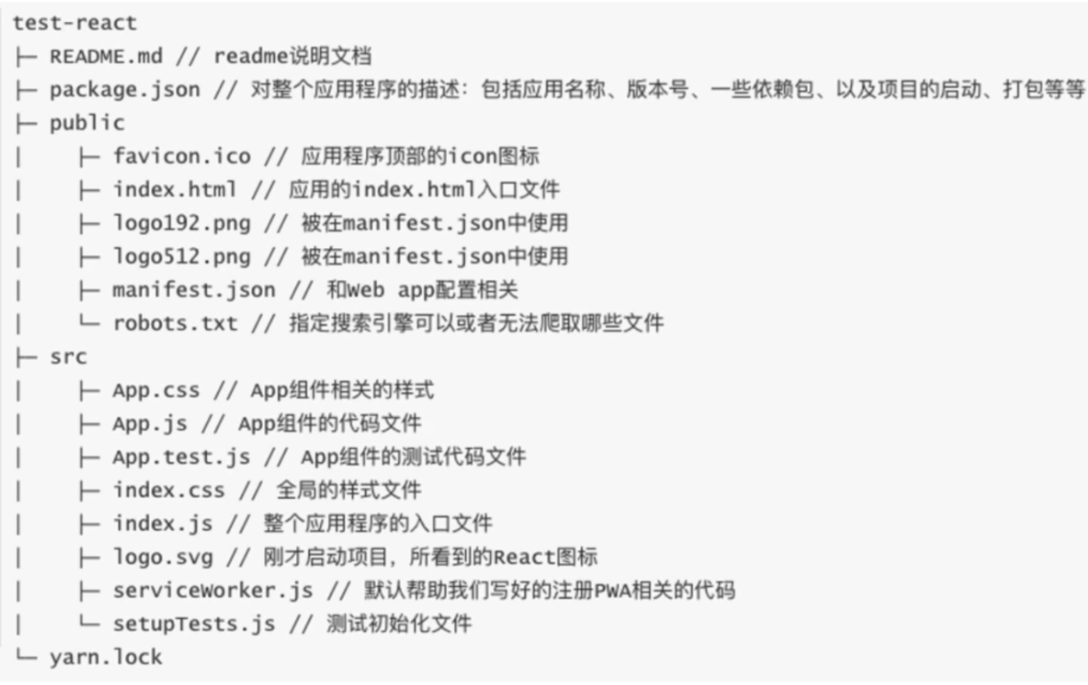 test-react
├─ README.md // readme说明文档
├─ package.json // 对整个应用程序的描述：包括应用名称、版本号、一些依赖包、以及项目的启动、打包等等
├─ public
|    ├─ favicon.ico // 应用程序顶部的icon图标
|    ├─ index.html // 应用的index.html入口文件
|    ├─ logo192.png // 被在manifest.json中使用
|    ├─ logo512.png // 被在manifest.json中使用
|    ├─ manifest.json // 和Web app配置相关
|    └─ robots.txt // 指定搜索引擎可以或者无法爬取哪些文件
├─ src
|    ├─ App.css // App组件相关的样式
|    ├─ App.js // App组件的代码文件
|    ├─ App.test.js // App组件的测试代码文件
|    ├─ index.css // 全局的样式文件
|    ├─ index.js // 整个应用程序的入口文件
|    ├─ logo.svg // 刚才启动项目，所看到的React图标
|    ├─ serviceWorker.js // 默认帮助我们写好的注册PWA相关的代码
|    └─ setupTests.js // 测试初始化文件
└─ yarn.lock